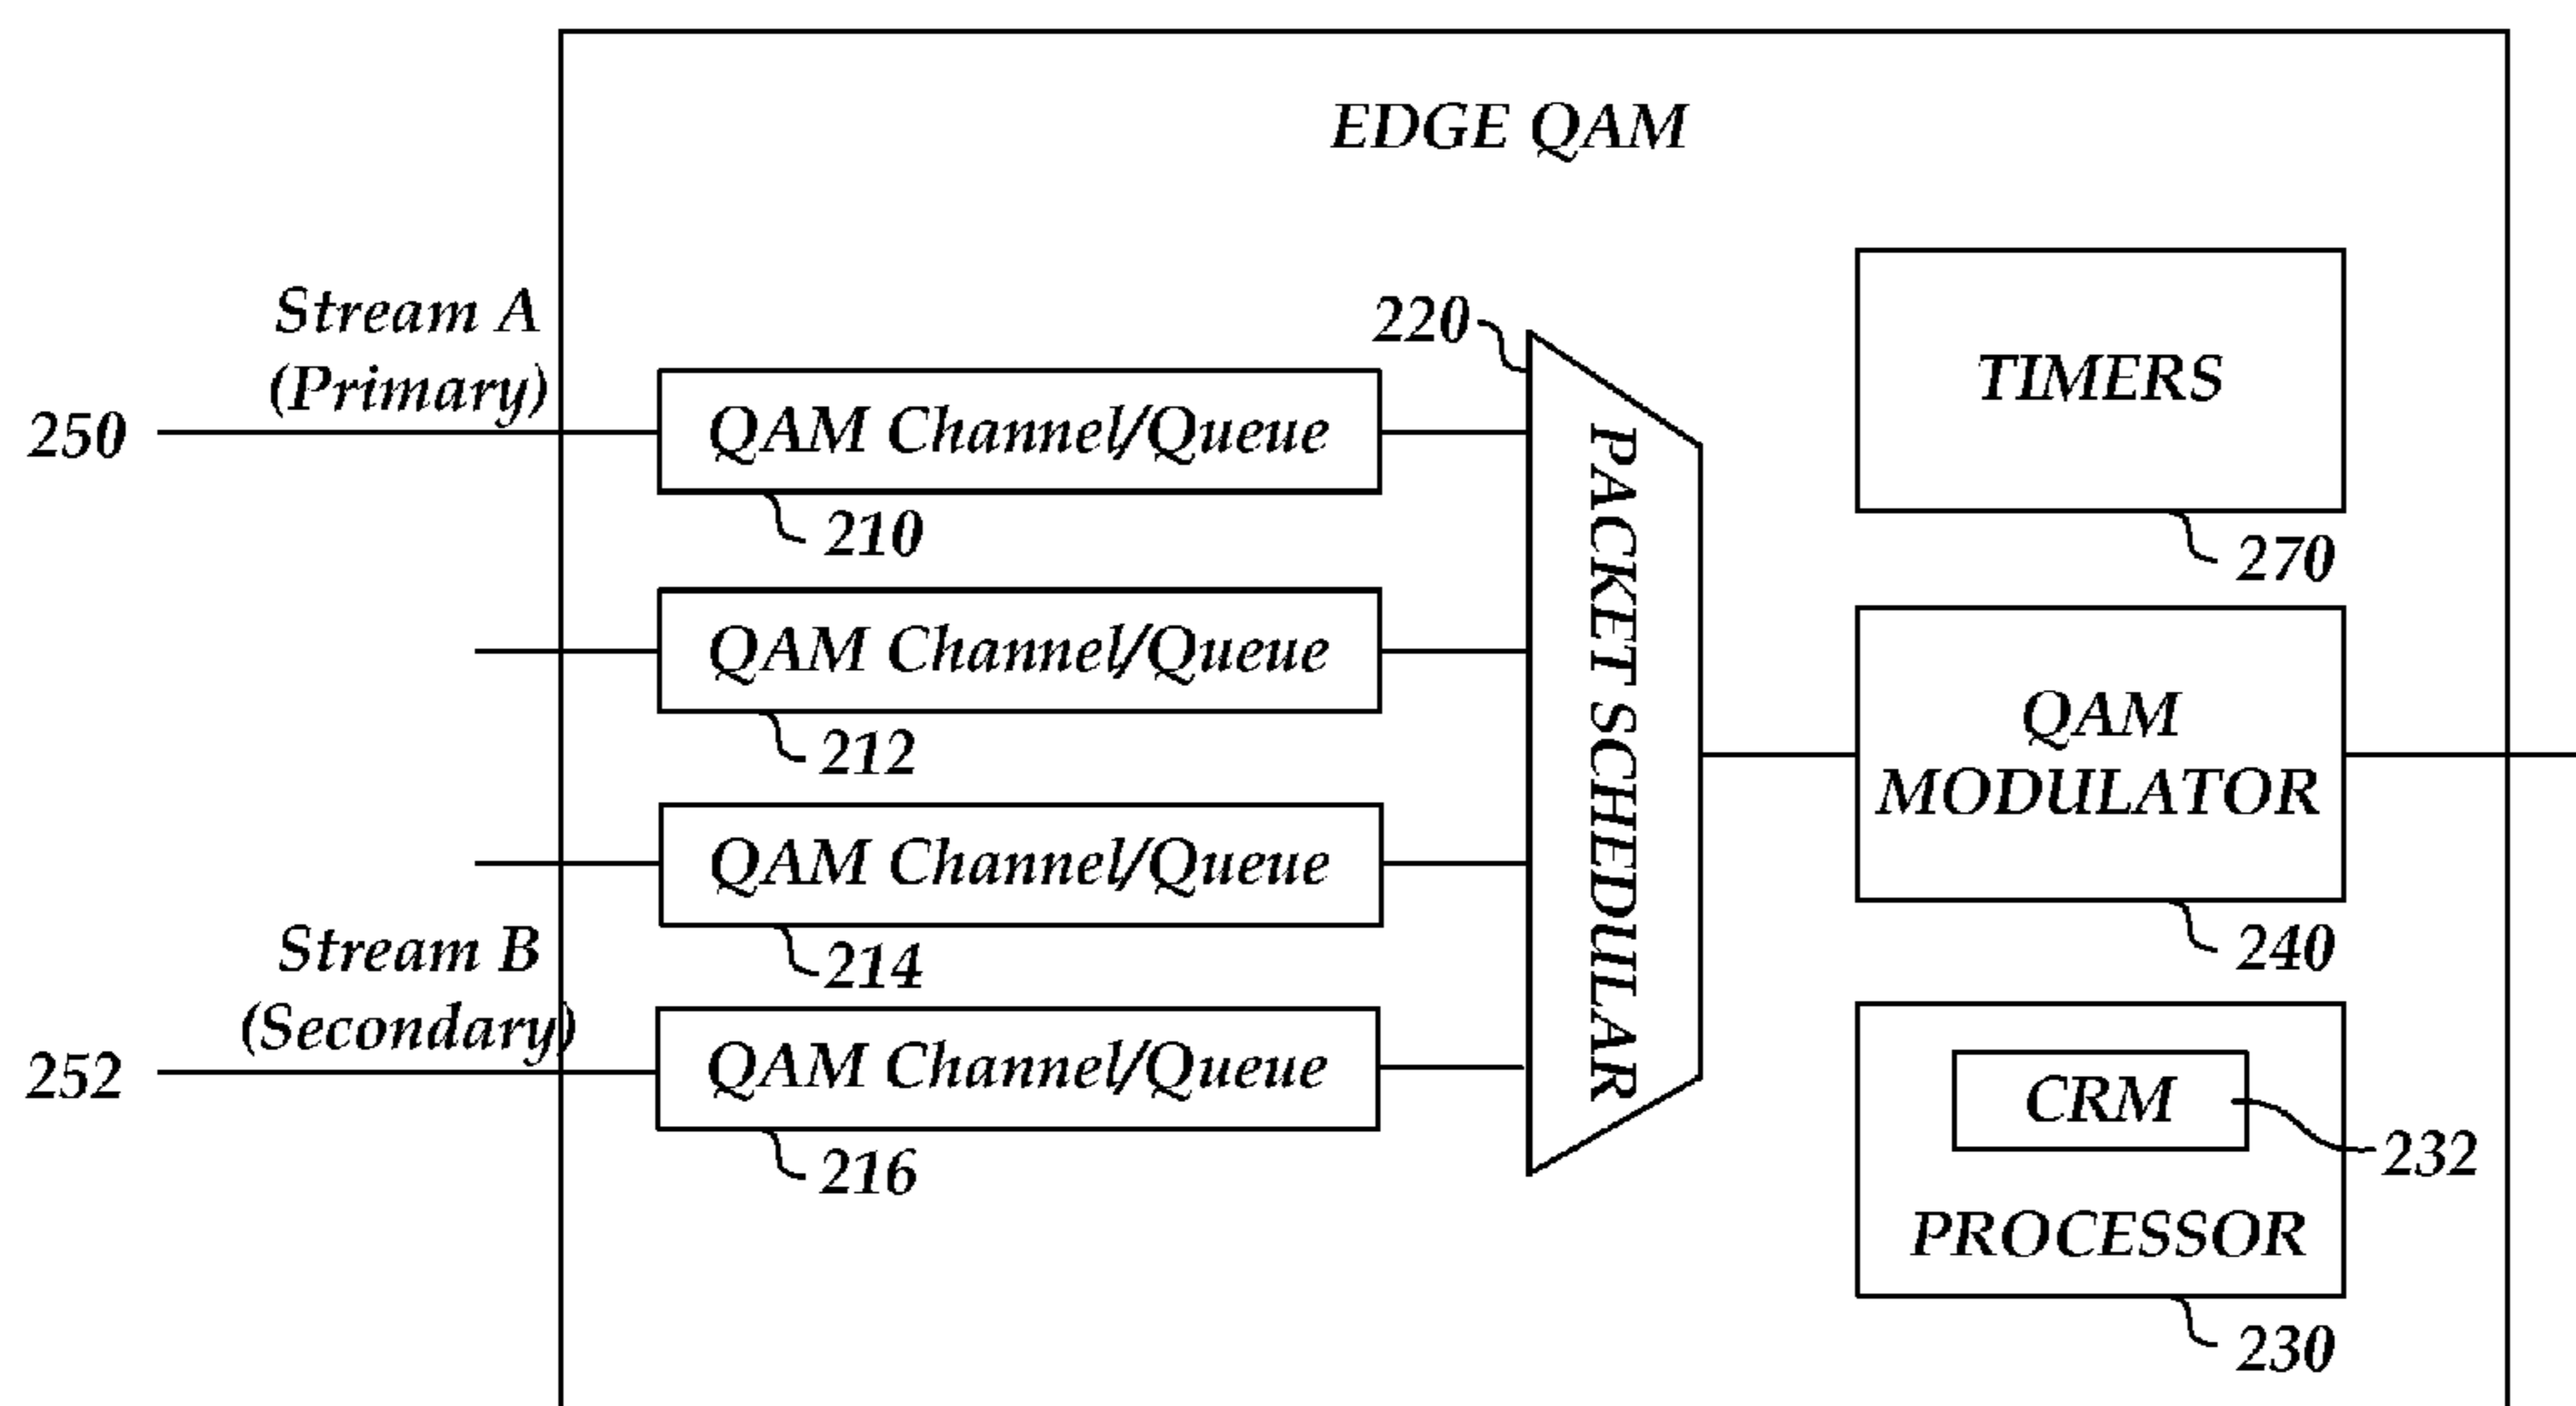 EDGE QAM
Stream A
(Primary)
250
QAM Channel/Queue
210
QAM Channel/Queue
212
QAM Channel/Queue
214
Stream B
(Secondary)
252
QAM Channel/Queue
216
220
PACKET SCHEDULAR
TIMERS
270
QAM
MODULATOR
240
CRM
232
PROCESSOR
230